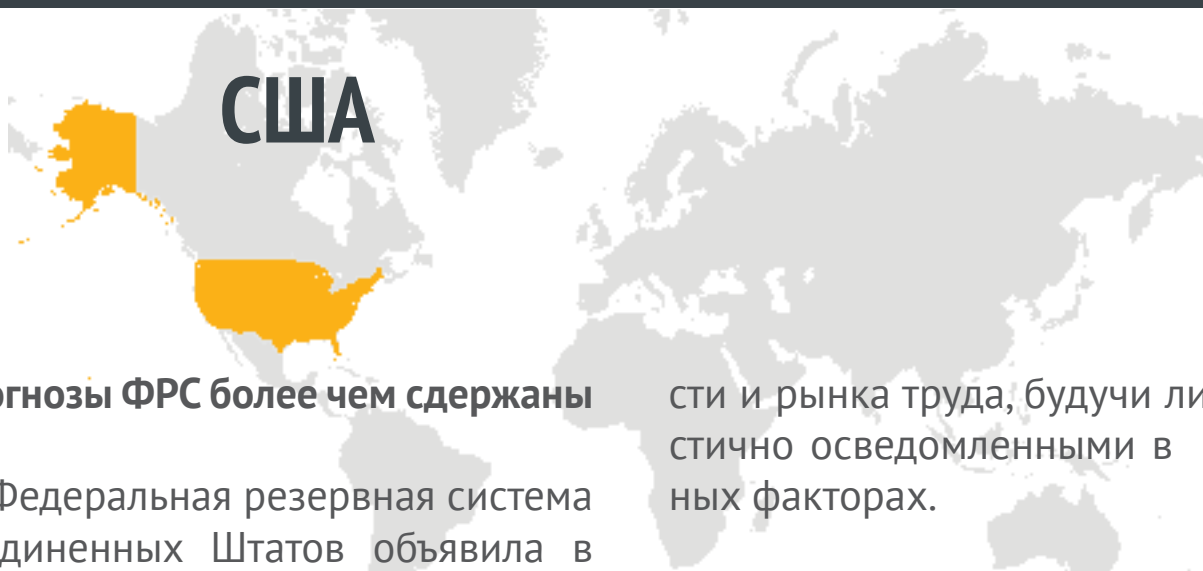 США
огнозы ФРС более чем сдержаны
Федеральная резервная система
диненных Штатов объявила в
сти и рынка труда, будучи ли
стично осведомленными в
ных факторах.